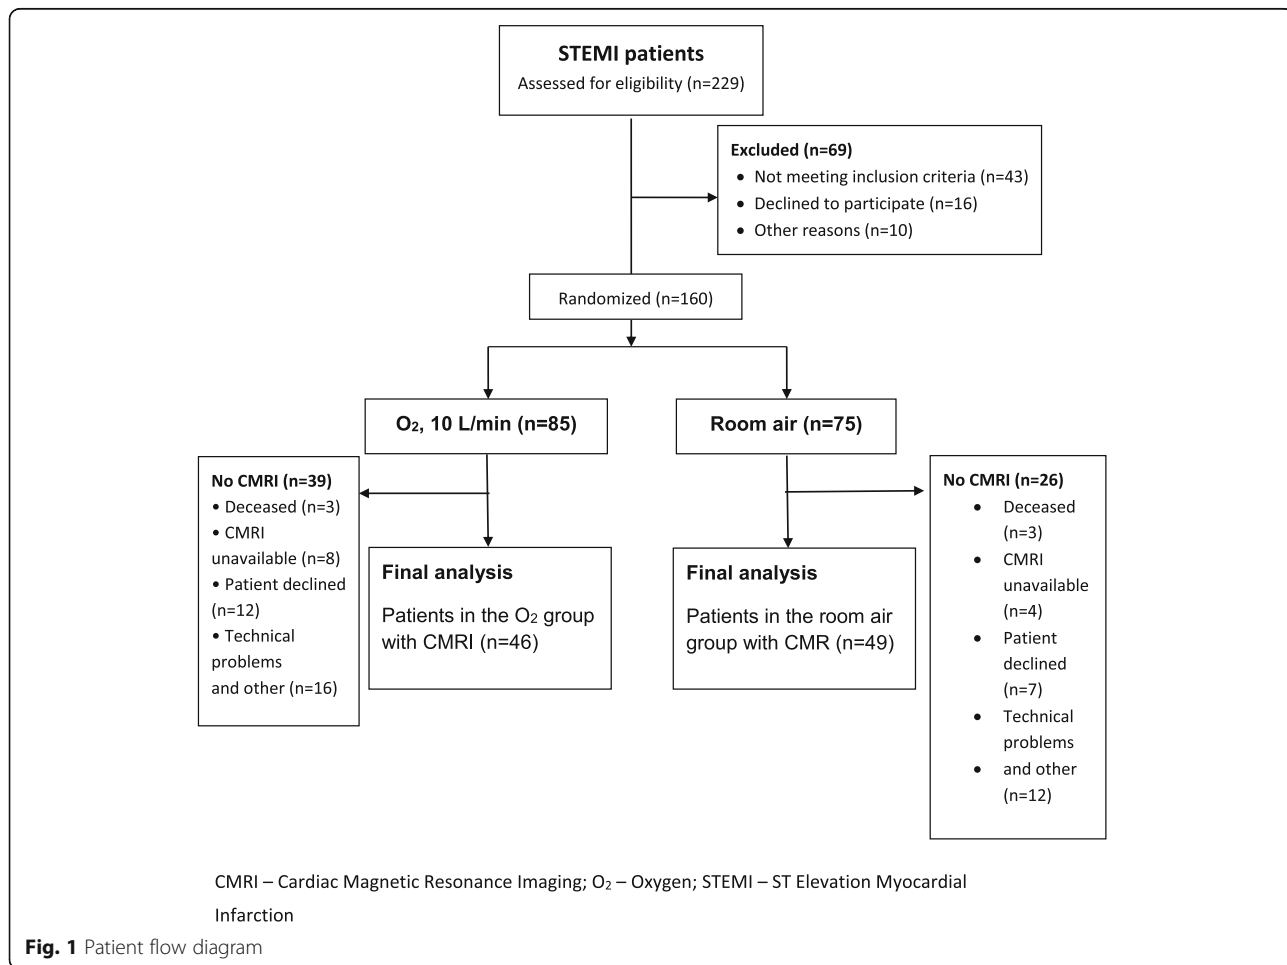 STEMI patients
Assessed for eligibility (n=229)
Excluded (n=69)
• Not meeting inclusion criteria (n=43)
• Declined to participate (n=16)
• Other reasons (n=10)
Randomized (n=160)
O₂, 10 L/min (n=85)
Room air (n=75)
No CMRI (n=39)
• Deceased (n=3)
• CMRI
unavailable (n=8)
• Patient declined
(n=12)
• Technical
problems
and other (n=16)
Final analysis
Patients in the O₂ group
with CMRI (n=46)
Final analysis
Patients in the room air
group with CMR (n=49)
No CMRI (n=26)
• Deceased
(n=3)
• CMRI
unavailable
(n=4)
• Patient
declined
(n=7)
• Technical
problems
• and other
(n=12)
CMRI – Cardiac Magnetic Resonance Imaging; O₂ – Oxygen; STEMI – ST Elevation Myocardial
Infarction
Fig. 1 Patient flow diagram